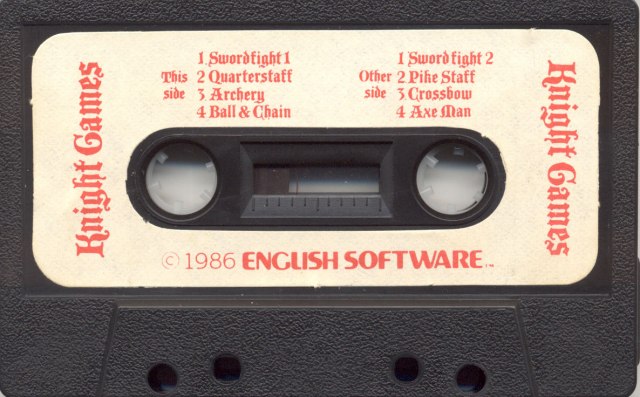 Knight Games
1 Swordfight 1
This 2 Quarterstaff
side 3 Archery
4 Ball & Chain
1 Swordfight 2
Other 2 Pike Staff
side 3 Crossbow
4 Axe Man
Knight Games
© 1986 ENGLISH SOFTWARE™